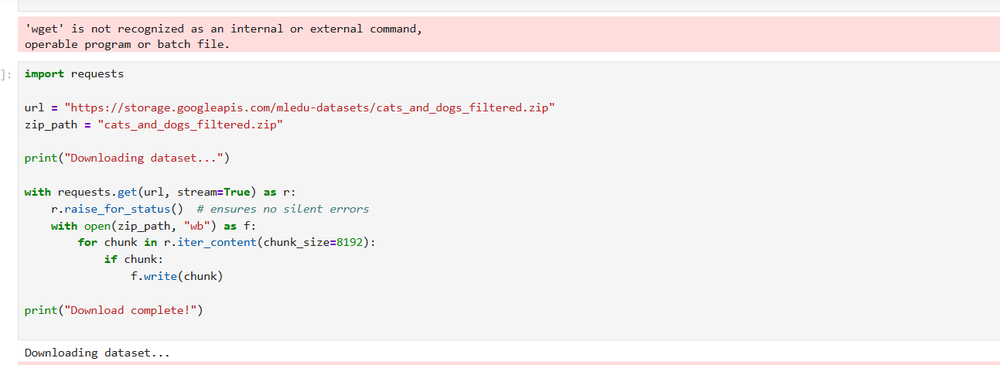 'wget' is not recognized as an internal or external command,
operable program or batch file.
]:
import requests
url = "https://storage.googleapis.com/mledu-datasets/cats_and_dogs_filtered.zip"
zip_path = "cats_and_dogs_filtered.zip"
print("Downloading dataset...")
with requests.get(url, stream=True) as r:
    r.raise_for_status()  # ensures no silent errors
    with open(zip_path, "wb") as f:
        for chunk in r.iter_content(chunk_size=8192):
            if chunk:
                f.write(chunk)
print("Download complete!")
Downloading dataset...